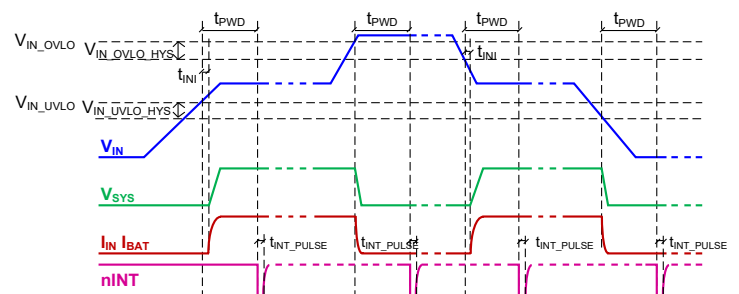 tPWD tPWD tPWD tPWD
VIN_OVLO
VIN_OVLO_HYS
tINI
tINI
VIN_UVLO
VIN_UVLO_HYS
VIN
VSYS
IIN IBAT
tINT_PULSE tINT_PULSE tINT_PULSE tINT_PULSE
nINT